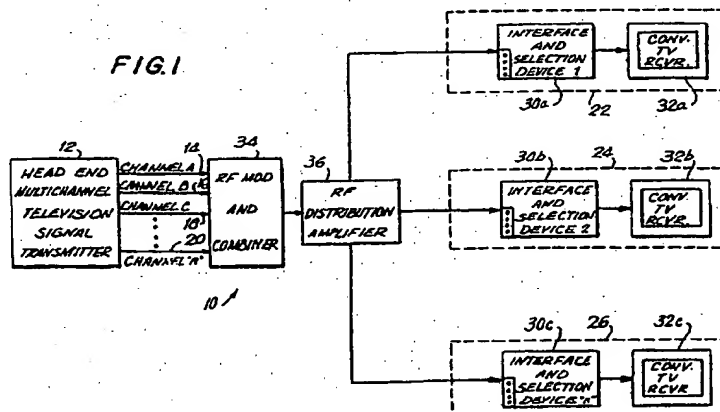 FIG.1
12
HEAD END
MULTICHANNEL
TELEVISION
SIGNAL
TRANSMITTER
CHANNEL A
14
CHANNEL B
16
CHANNEL C
18
20
CHANNEL "N"
34
RF MOD
AND
COMBINER
10
36
RF
DISTRIBUTION
AMPLIFIER
INTERFACE
AND
SELECTION
DEVICE 1
30a
CONV.
TV
RCVR.
32a
22
30b
24
32b
INTERFACE
AND
SELECTION
DEVICE 2
CONV.
TV
RCVR.
30c
26
32c
INTERFACE
AND
SELECTION
DEVICE "n"
CONV.
TV
RCVR